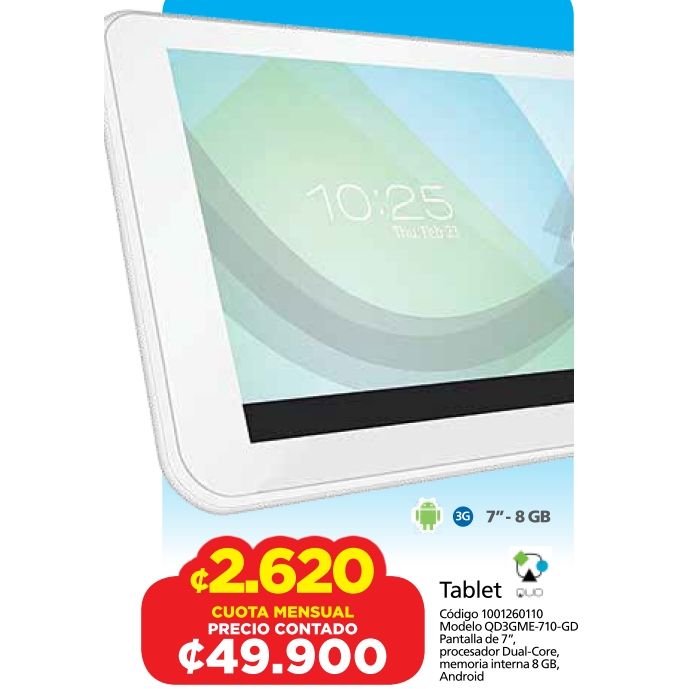 10:25
Thu, Feb 21
3G 7” - 8 GB
¢2.620
CUOTA MENSUAL
PRECIO CONTADO
¢49.900
Tablet QUO
Código 1001260110
Modelo QD3GME-710-GD
Pantalla de 7”,
procesador Dual-Core,
memoria interna 8 GB,
Android